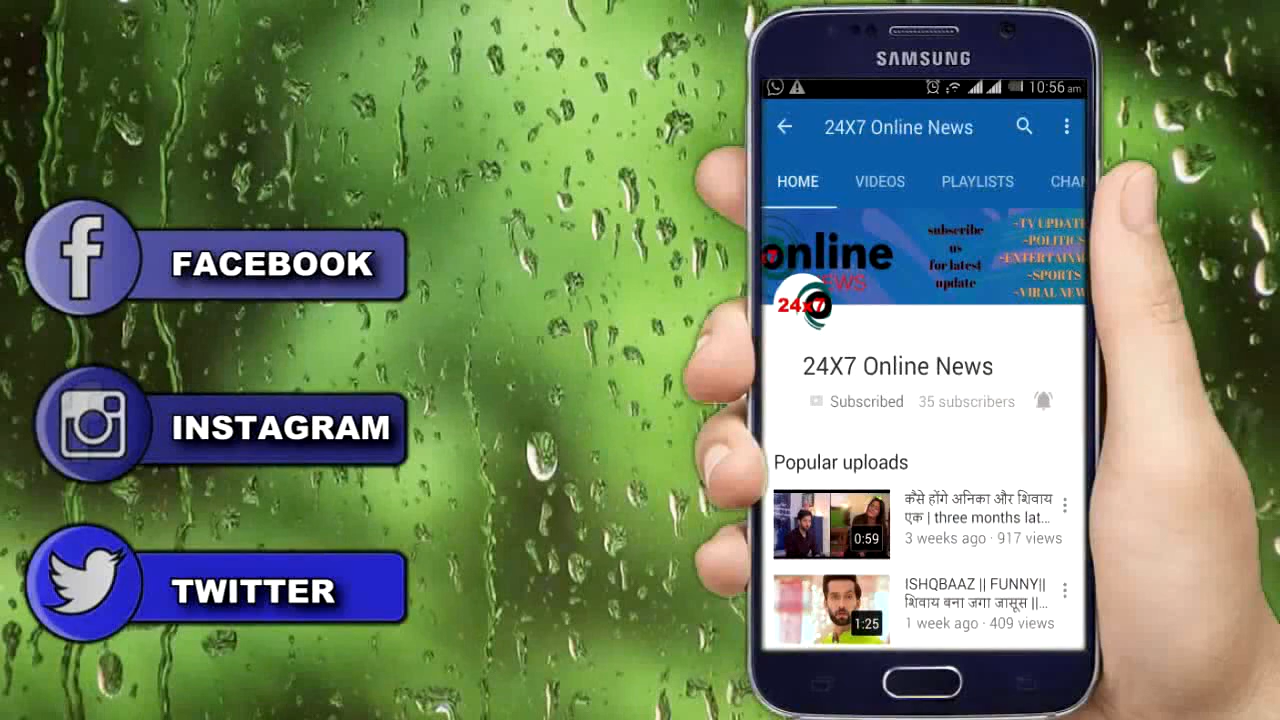 FACEBOOK
INSTAGRAM
TWITTER
SAMSUNG
10:56 am
24X7 Online News
HOME VIDEOS PLAYLISTS CHAN
online
NEWS
24x7
subscribe
us
for latest
update
~TV UPDATE
~POLITICS
~ENTERTAINM
~SPORTS
~VIRAL NEW
24X7 Online News
Subscribed 35 subscribers
Popular uploads
कैसे होंगे अनिका और शिवाय
एक | three months lat...
3 weeks ago · 917 views
0:59
ISHQBAAZ || FUNNY||
शिवाय बना जगा जासूस ||...
1 week ago · 409 views
1:25